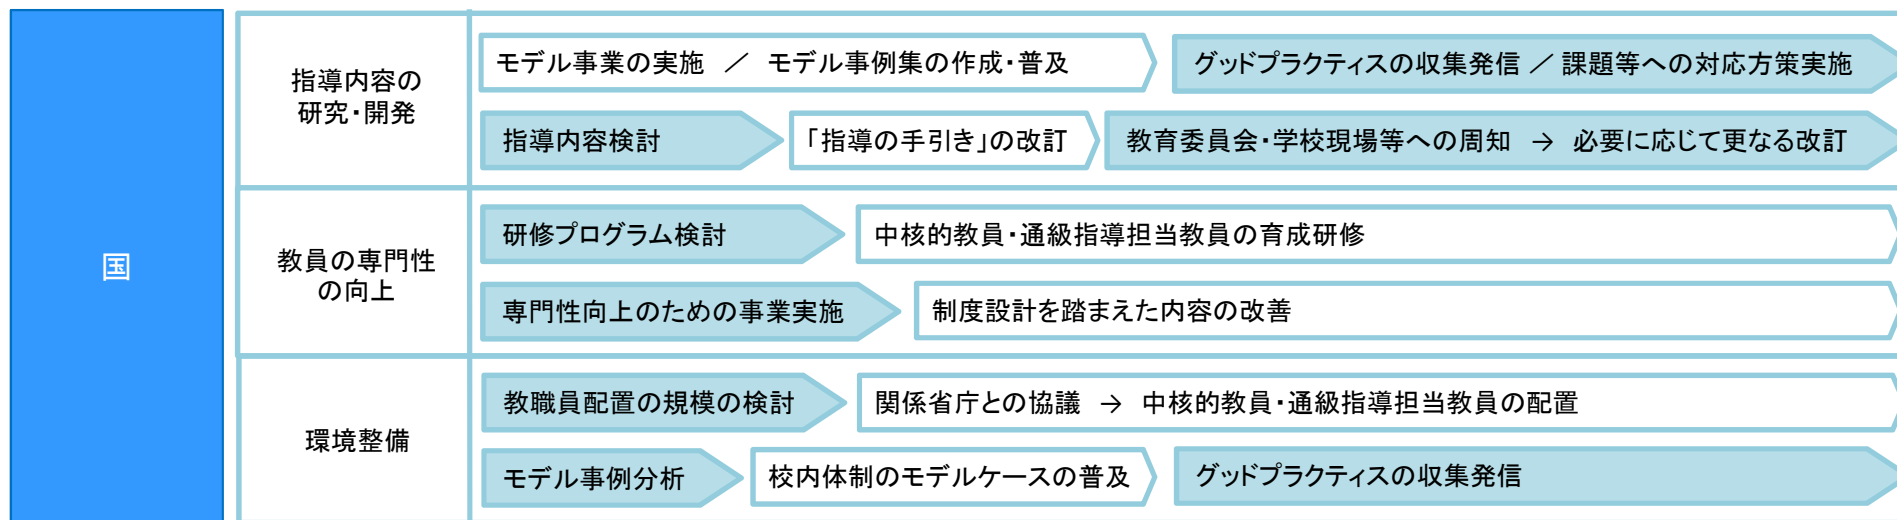 国
指導内容の
研究・開発
モデル事業の実施 ／ モデル事例集の作成・普及
グッドプラクティスの収集発信 ／ 課題等への対応方策実施
指導内容検討
「指導の手引き」の改訂
教育委員会・学校現場等への周知 → 必要に応じて更なる改訂
教員の専門性
の向上
研修プログラム検討
中核的教員・通級指導担当教員の育成研修
専門性向上のための事業実施
制度設計を踏まえた内容の改善
環境整備
教職員配置の規模の検討
関係省庁との協議 → 中核的教員・通級指導担当教員の配置
モデル事例分析
校内体制のモデルケースの普及
グッドプラクティスの収集発信